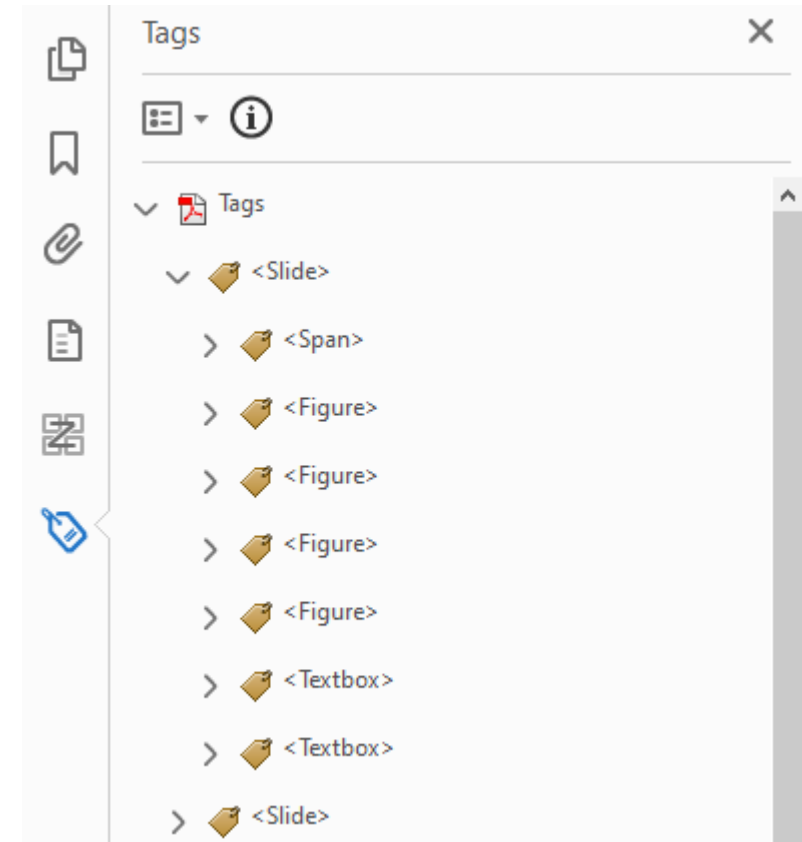 Tags
Tags
<Slide>
<Span>
<Figure>
<Figure>
<Figure>
<Figure>
<Textbox>
<Textbox>
<Slide>